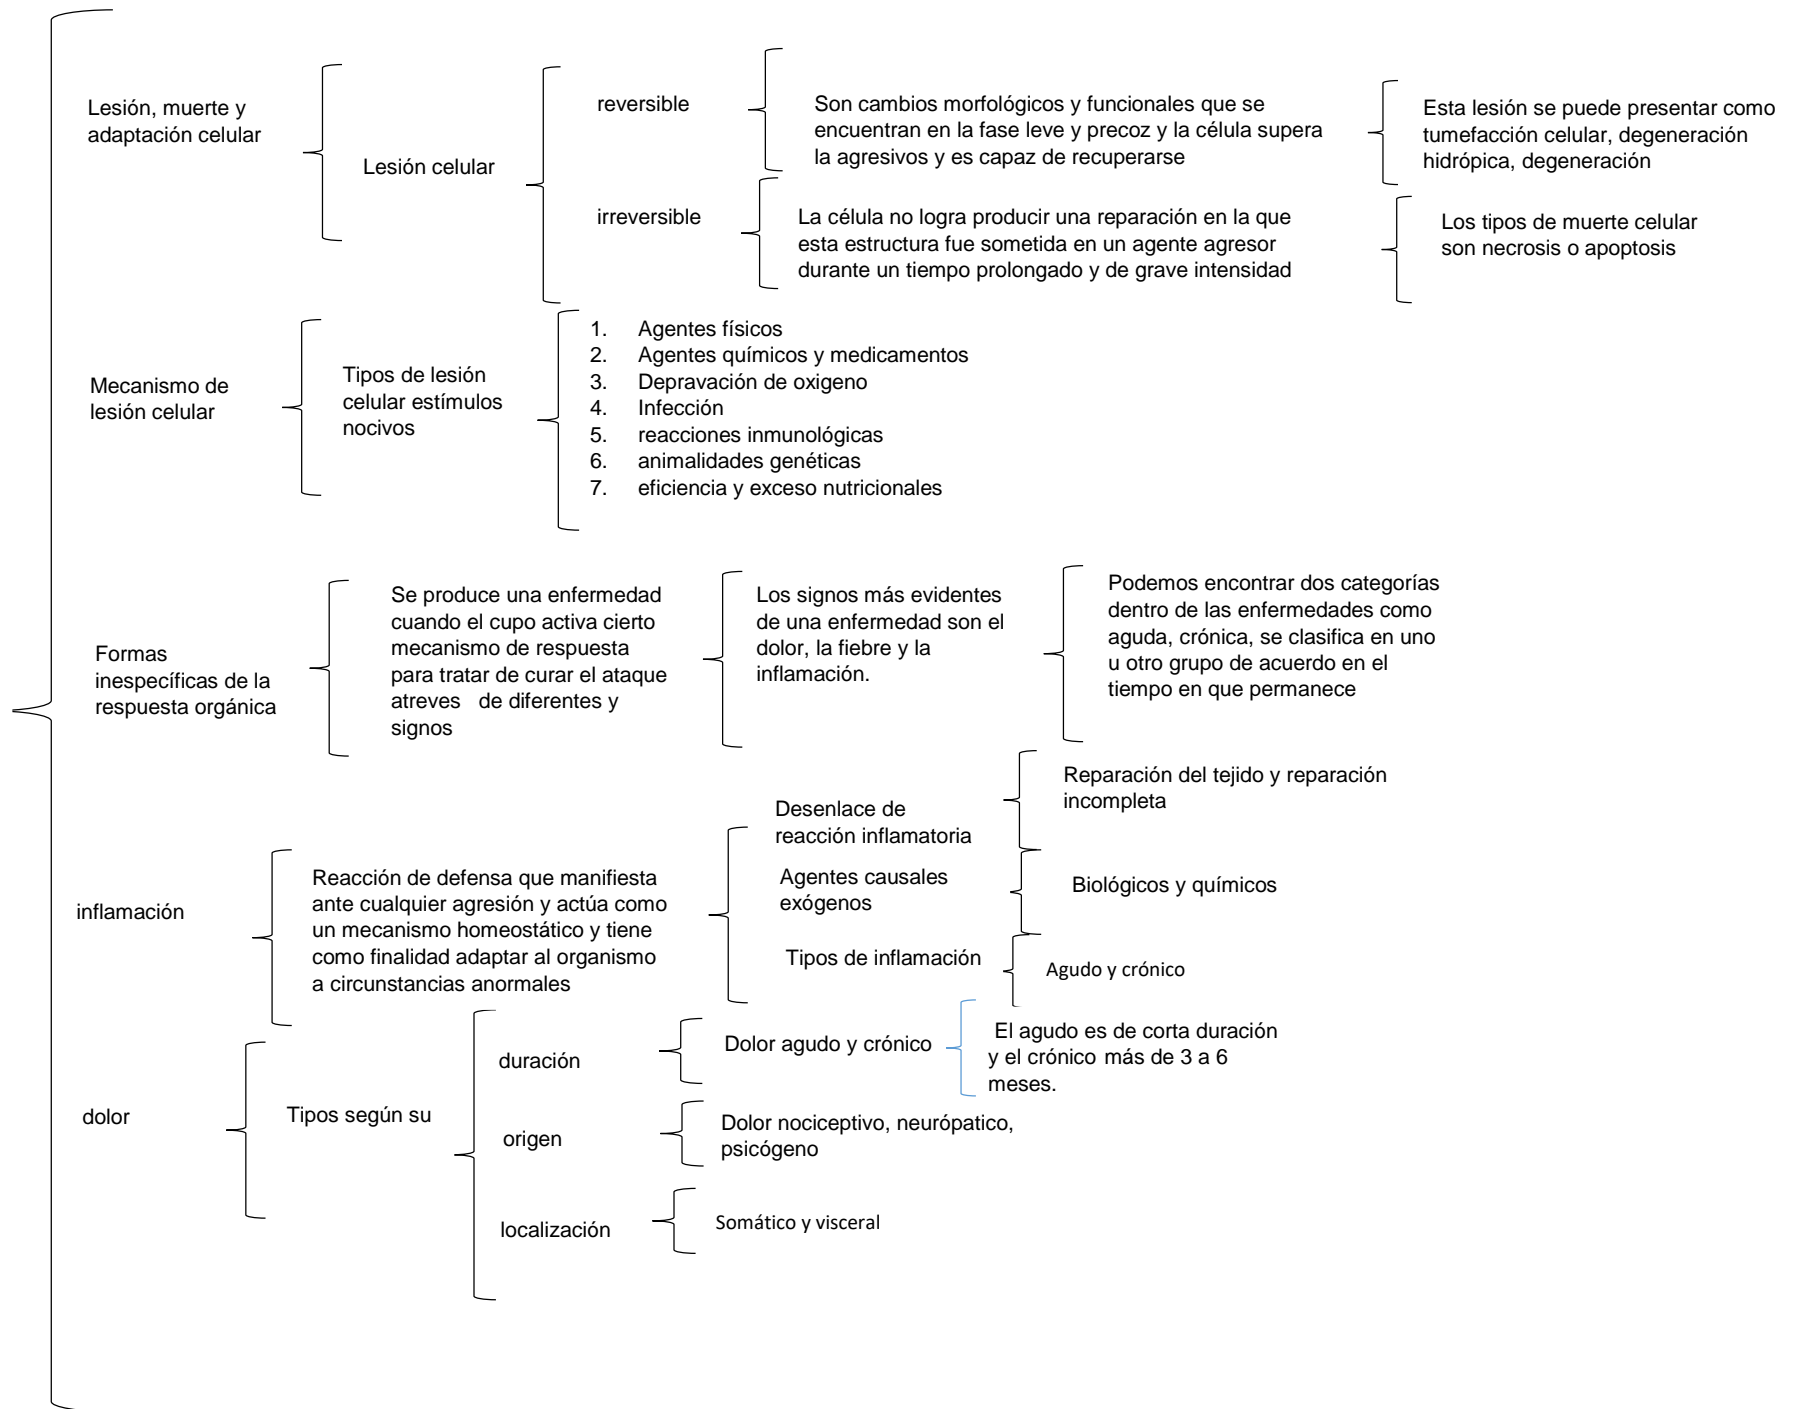 Lesión, muerte y
adaptación celular
Lesión celular
reversible
Son cambios morfológicos y funcionales que se
encuentran en la fase leve y precoz y la célula supera
la agresivos y es capaz de recuperarse
Esta lesión se puede presentar como
tumefacción celular, degeneración
hidrópica, degeneración
irreversible
La célula no logra producir una reparación en la que
esta estructura fue sometida en un agente agresor
durante un tiempo prolongado y de grave intensidad
Los tipos de muerte celular
son necrosis o apoptosis
Mecanismo de
lesión celular
Tipos de lesión
celular estímulos
nocivos
1. Agentes físicos
2. Agentes químicos y medicamentos
3. Depravación de oxigeno
4. Infección
5. reacciones inmunológicas
6. animalidades genéticas
7. eficiencia y exceso nutricionales
Formas
inespecíficas de la
respuesta orgánica
Se produce una enfermedad
cuando el cupo activa cierto
mecanismo de respuesta
para tratar de curar el ataque
atreves de diferentes y
signos
Los signos más evidentes
de una enfermedad son el
dolor, la fiebre y la
inflamación.
Podemos encontrar dos categorías
dentro de las enfermedades como
aguda, crónica, se clasifica en uno
u otro grupo de acuerdo en el
tiempo en que permanece
inflamación
Reacción de defensa que manifiesta
ante cualquier agresión y actúa como
un mecanismo homeostático y tiene
como finalidad adaptar al organismo
a circunstancias anormales
Desenlace de
reacción inflamatoria
Reparación del tejido y reparación
incompleta
Agentes causales
exógenos
Biológicos y químicos
Tipos de inflamación
Agudo y crónico
dolor
Tipos según su
duración
Dolor agudo y crónico
El agudo es de corta duración
y el crónico más de 3 a 6
meses.
origen
Dolor nociceptivo, neurópatico,
psicógeno
localización
Somático y visceral